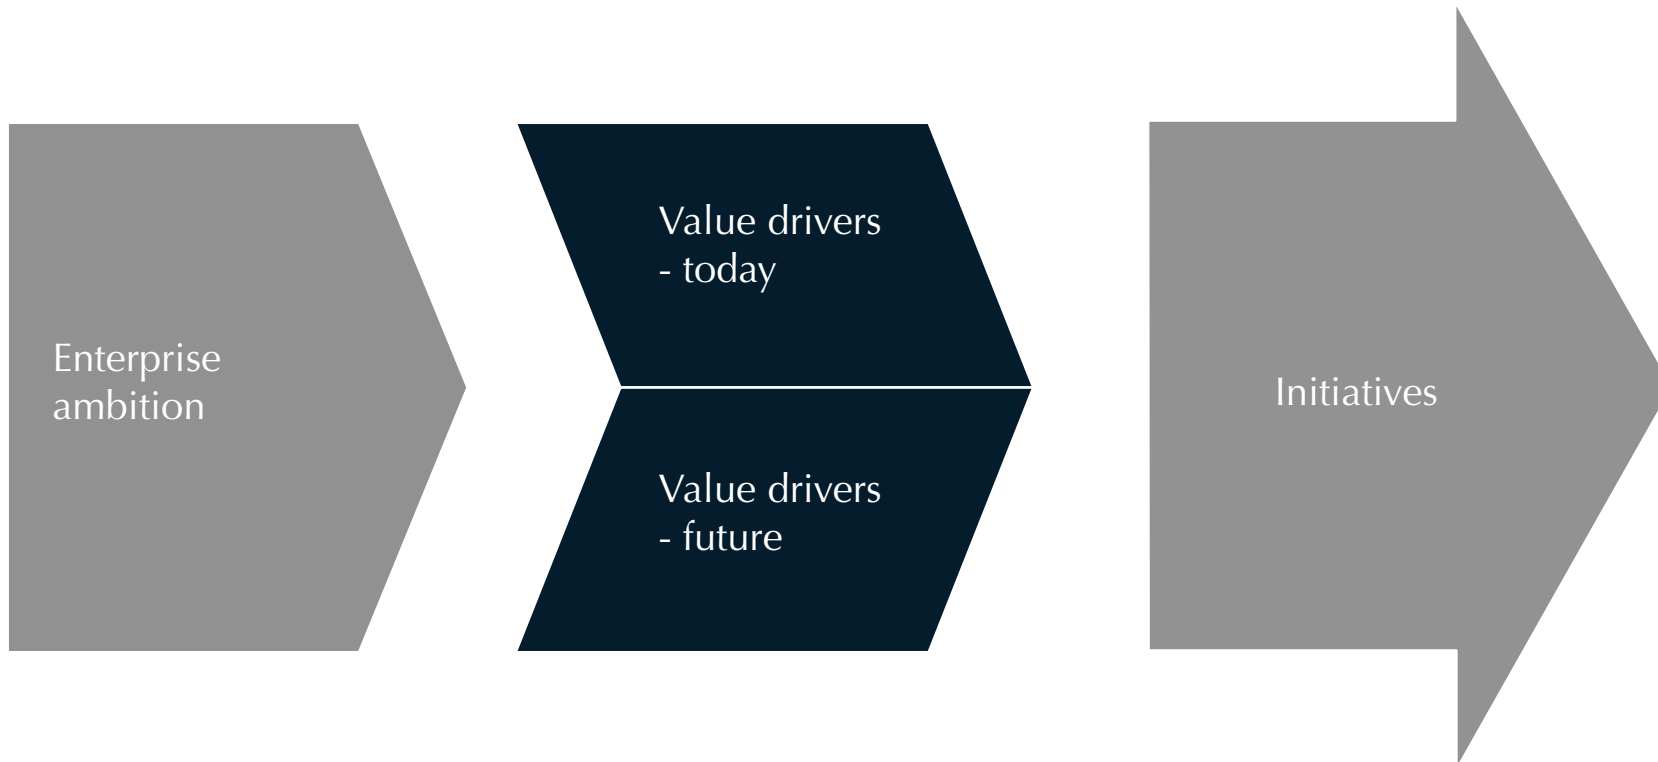 Enterprise
ambition
Value drivers
- today
Value drivers
- future
Initiatives